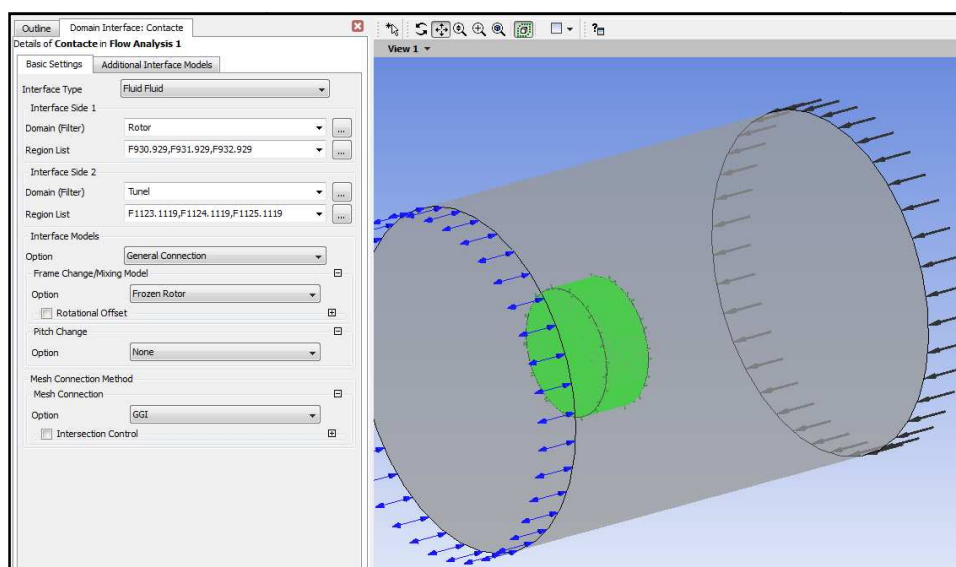 Outline Domain Interface: Contacte
Details of Contacte in Flow Analysis 1
Basic Settings Additional Interface Models
Interface Type Fluid Fluid
Interface Side 1
Domain (Filter) Rotor ...
Region List F930.929,F931.929,F932.929 ...
Interface Side 2
Domain (Filter) Tunel ...
Region List F1123.1119,F1124.1119,F1125.1119 ...
Interface Models
Option General Connection
Frame Change/Mixing Model
Option Frozen Rotor
Rotational Offset
Pitch Change
Option None
Mesh Connection Method
Mesh Connection
Option GGI
Intersection Control
View 1